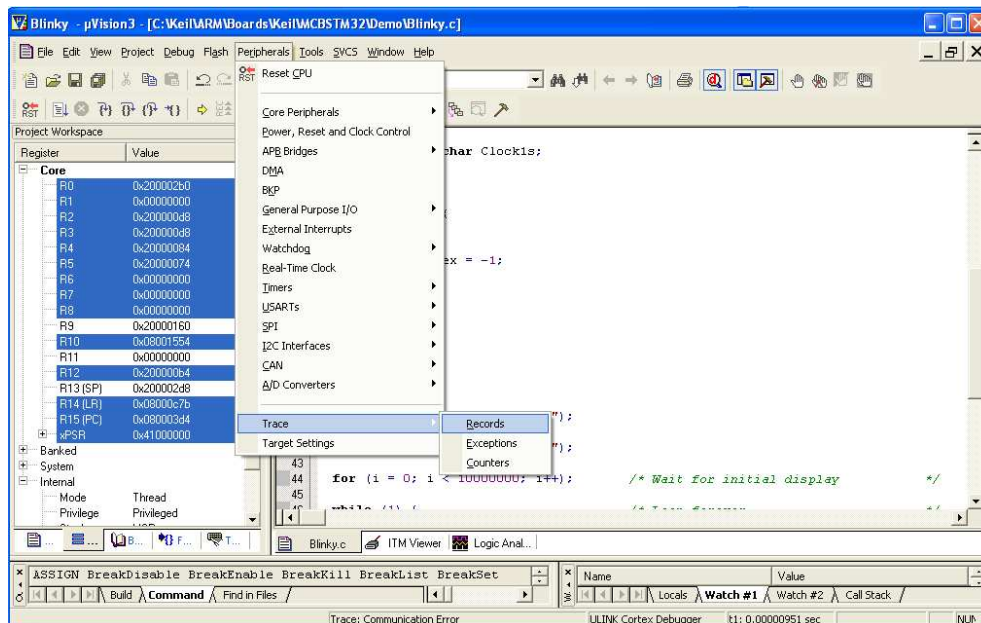 Blinky - µVision3 - [C:\Keil\ARM\Boards\Keil\MCBSTM32\Demo\Blinky.c]
File Edit View Project Debug Flash Peripherals Tools SVCS Window Help
RST Reset CPU
RST
Core Peripherals
Power, Reset and Clock Control
APB Bridges
DMA
BKP
General Purpose I/O
External Interrupts
Watchdog
Real-Time Clock
Timers
USARTs
SPI
I2C Interfaces
CAN
A/D Converters
Trace
Target Settings
Records
Exceptions
Counters
Project Workspace
Register Value
Core
R0 0x200002b0
R1 0x00000000
R2 0x200000d8
R3 0x200000d8
R4 0x20000084
R5 0x20000074
R6 0x00000000
R7 0x00000000
R8 0x00000000
R9 0x20000160
R10 0x08001554
R11 0x00000000
R12 0x200000b4
R13 (SP) 0x200002d8
R14 (LR) 0x08000c7b
R15 (PC) 0x080003d4
xPSR 0x41000000
Banked
System
Internal
Mode Thread
Privilege Privileged
char Clock1s;
ex = -1;
");
");
43
44 for (i = 0; i < 10000000; i++); /* Wait for initial display */
45
46 while (1) { /* Loop forever */
... ... B... F... T...
Blinky.c ITM Viewer Logic Anal...
ASSIGN BreakDisable BreakEnable BreakKill BreakList BreakSet
Build Command Find in Files
Name Value
Locals Watch #1 Watch #2 Call Stack
Trace: Communication Error ULINK Cortex Debugger t1: 0.00000951 sec NUM